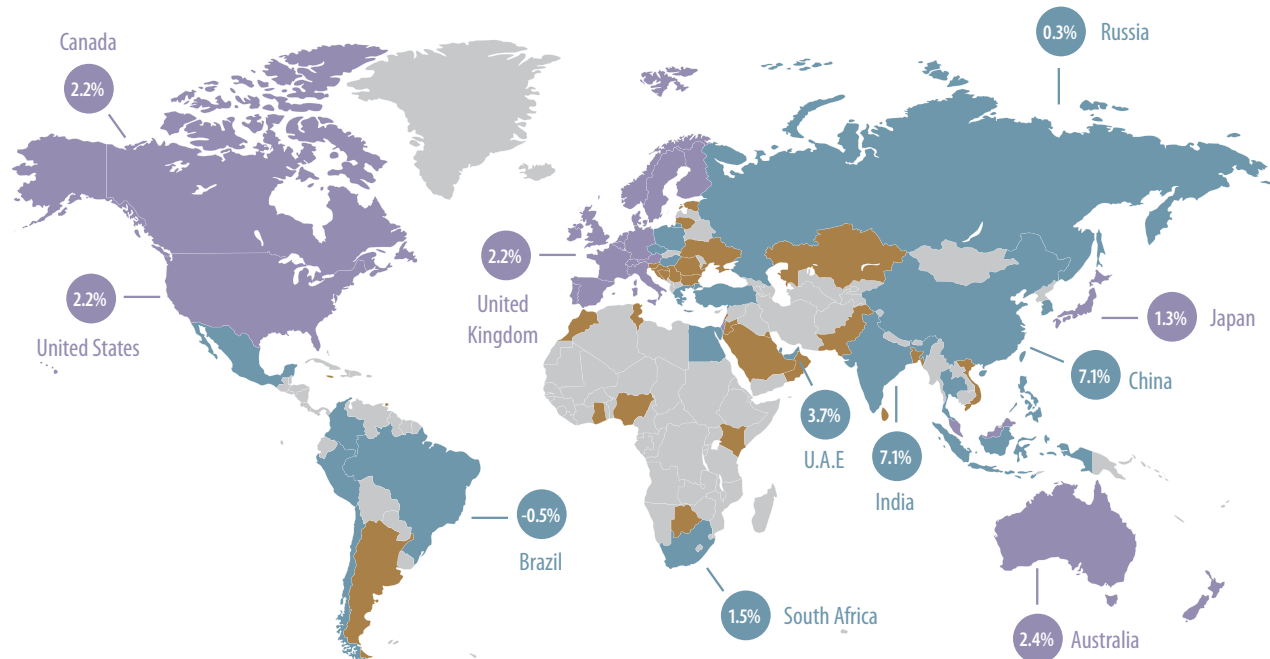 Canada
2.2%
0.3%
Russia
2.2%
United States
2.2%
United
Kingdom
1.3%
Japan
7.1%
China
3.7%
U.A.E
7.1%
India
-0.5%
Brazil
1.5%
South Africa
2.4%
Australia